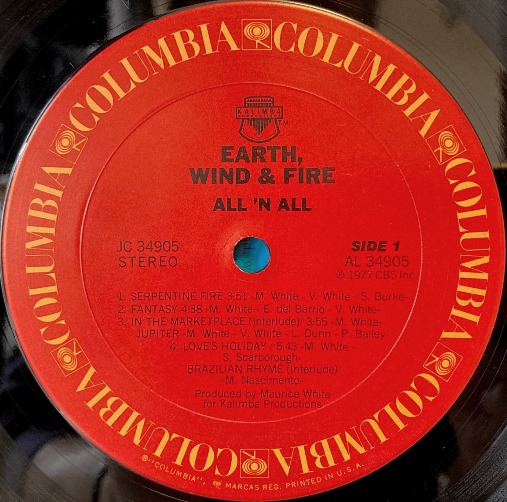 COLUMBIA COLUMBIA COLUMBIA COLUMBIA COLUMBIA COLUMBIA COLUMBIA
KALIMBA
TM
EARTH,
WIND & FIRE
ALL 'N ALL
JC 34905
STEREO
SIDE 1
AL 34905
℗ 1977 CBS Inc.
1. SERPENTINE FIRE 3:51 -M. White - V. White - S. Burke-
2. FANTASY 4:38 -M. White - E. del Barrio - V. White-
3. IN THE MARKETPLACE (Interlude) 3:55 -M. White-
JUPITER -M. White - V. White - L. Dunn - P. Bailey-
4. LOVE'S HOLIDAY / 5:43 -M. White -
S. Scarborough-
BRAZILIAN RHYME (Interlude)
-M. Nascimento-
Produced by Maurice White
for Kalimba Productions
®"COLUMBIA", MARCAS REG. PRINTED IN U.S.A.